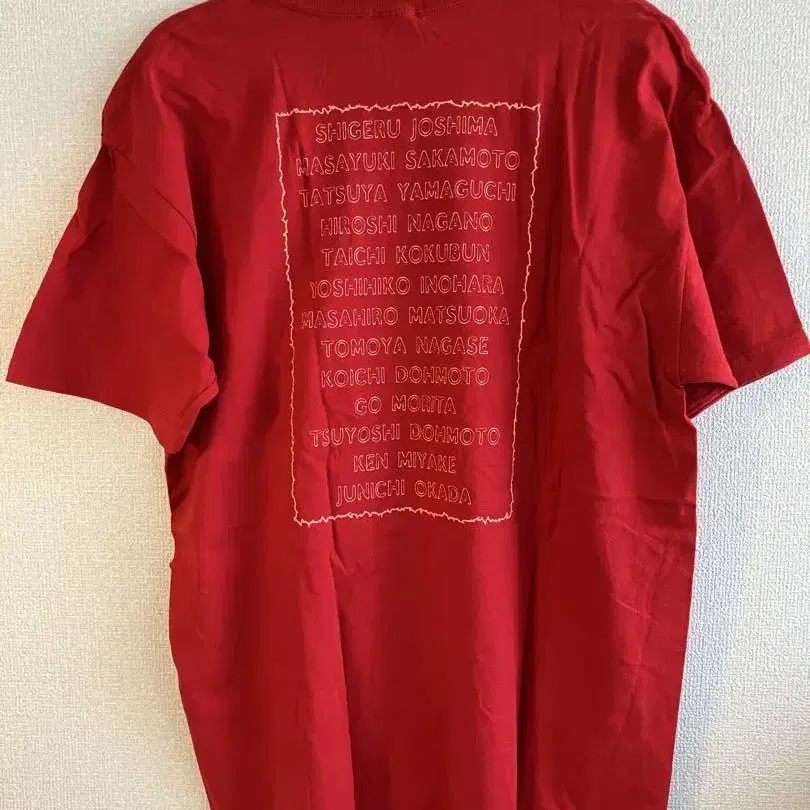 SHIGERU JOSHIMA
MASAYUKI SAKAMOTO
TATSUYA YAMAGUCHI
HIROSHI NAGANO
TAICHI KOKUBUN
YOSHIHIKO INOHARA
MASAHIRO MATSUOKA
TOMOYA NAGASE
KOICHI DOHMOTO
GO MORITA
TSUYOSHI DOHMOTO
KEN MIYAKE
JUNICHI OKADA